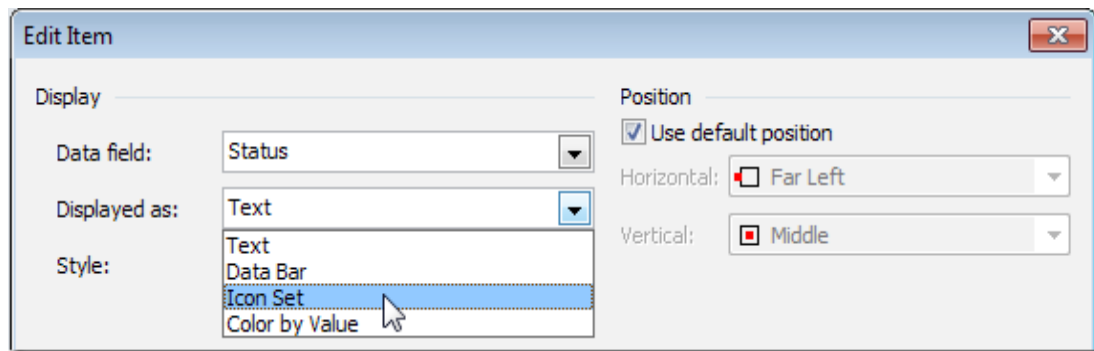 Edit Item
Display
Data field:
Status
Displayed as:
Text
Text
Data Bar
Icon Set
Color by Value
Style:
Position
Use default position
Horizontal:
Far Left
Vertical:
Middle